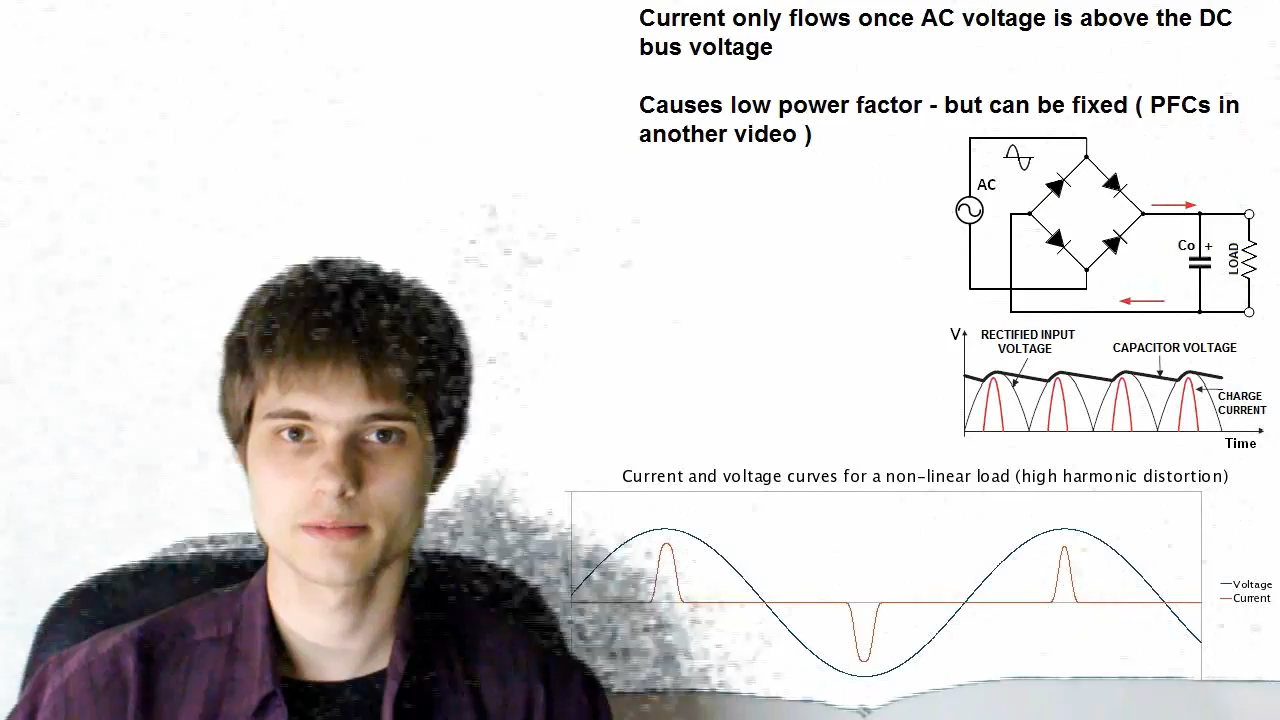 Current only flows once AC voltage is above the DC
bus voltage
Causes low power factor - but can be fixed ( PFCs in
another video )
AC
Co +
LOAD
V
RECTIFIED INPUT
VOLTAGE
CAPACITOR VOLTAGE
CHARGE
CURRENT
Time
Current and voltage curves for a non-linear load (high harmonic distortion)
Voltage
Current